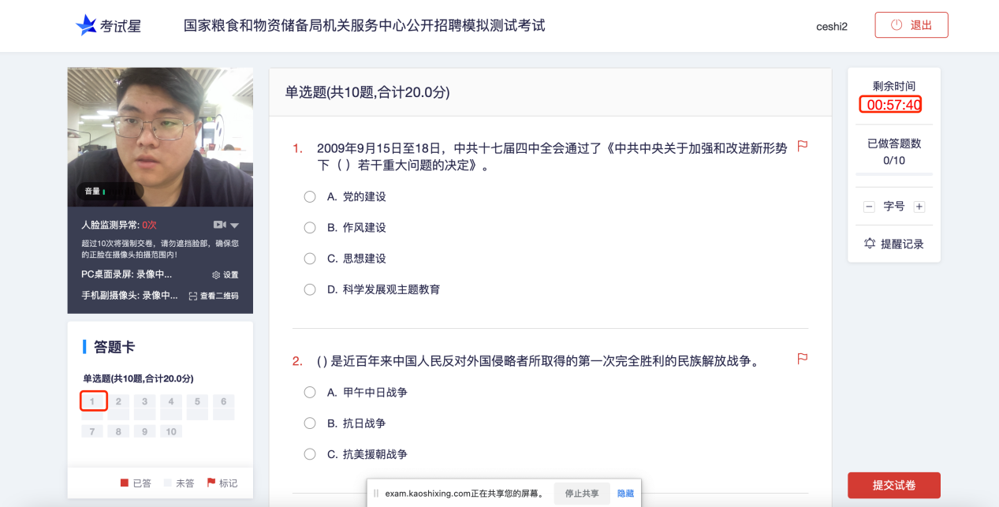 考试星
国家粮食和物资储备局机关服务中心公开招聘模拟测试考试
ceshi2
退出
音量
人脸监测异常: 0次
超过10次将强制交卷，请勿遮挡脸部，确保您
的正脸在摄像头拍摄范围内!
PC桌面录屏: 录像中...
设置
手机副摄像头: 录像中...
查看二维码
答题卡
单选题(共10题,合计20.0分)
1 2 3 4 5 6
7 8 9 10
已答 未答 标记
单选题(共10题,合计20.0分)
1. 2009年9月15日至18日，中共十七届四中全会通过了《中共中央关于加强和改进新形势
下（ ）若干重大问题的决定》。
A. 党的建设
B. 作风建设
C. 思想建设
D. 科学发展观主题教育
2. ( ) 是近百年来中国人民反对外国侵略者所取得的第一次完全胜利的民族解放战争。
A. 甲午中日战争
B. 抗日战争
C. 抗美援朝战争
exam.kaoshixing.com正在共享您的屏幕。
停止共享
隐藏
剩余时间
00:57:40
已做答题数
0/10
字号
提醒记录
提交试卷